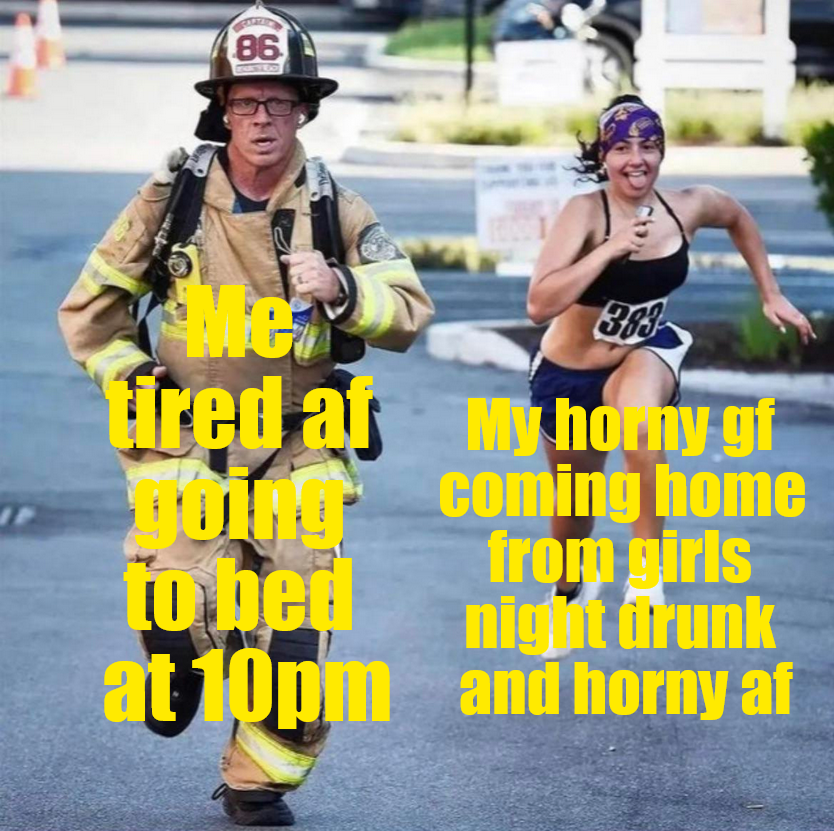 CAPTAIN
86
383
Me
tired af
going
to bed
at 10pm
My horny gf
coming home
from girls
night drunk
and horny af